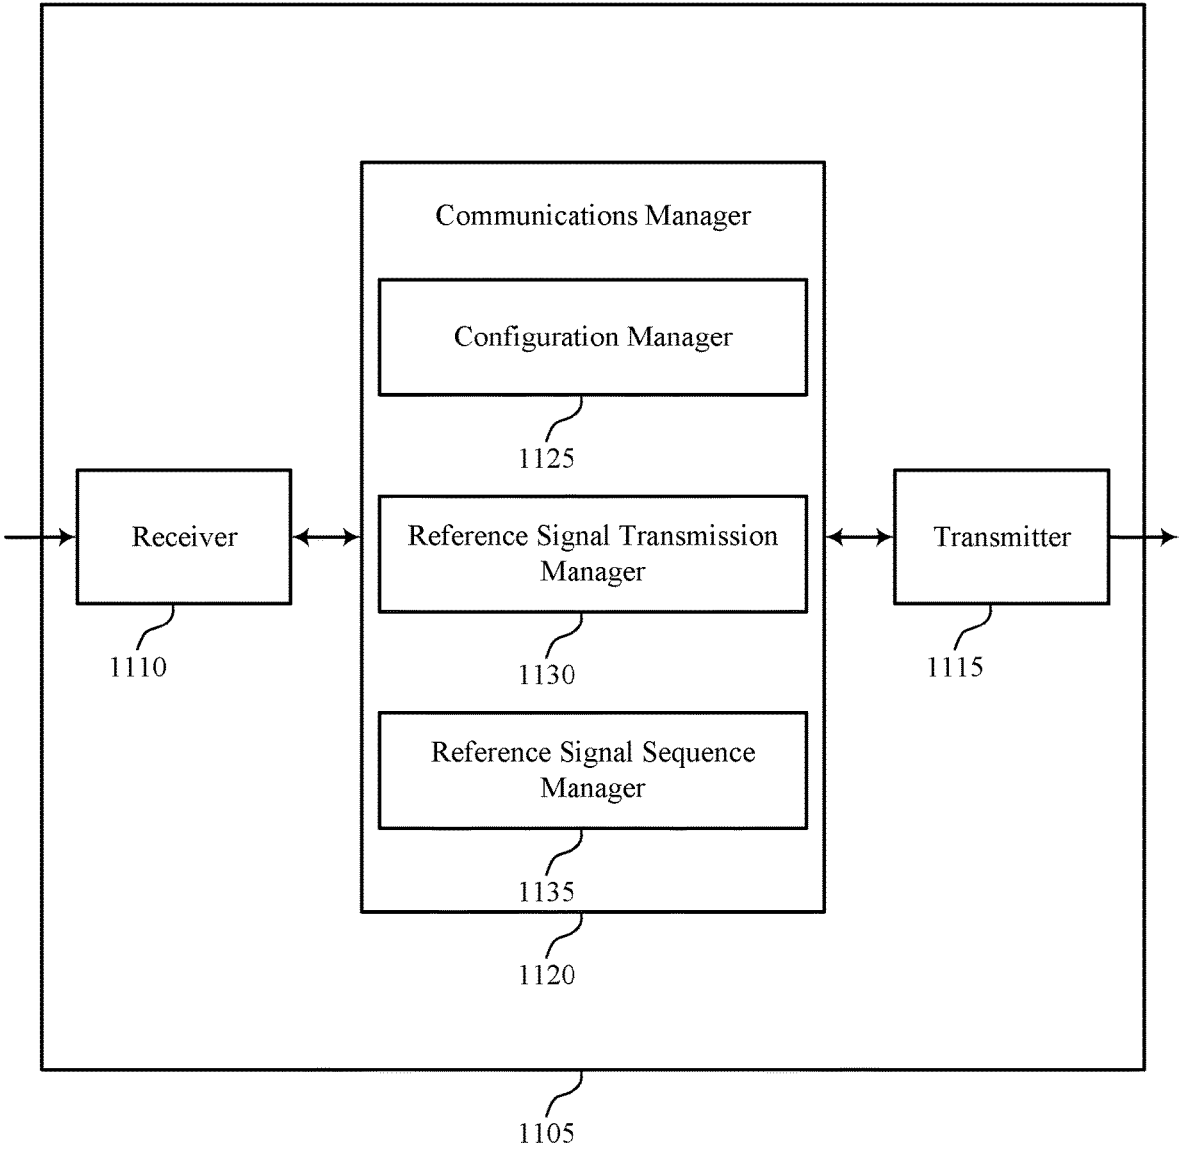 Communications Manager
Configuration Manager
1125
Receiver
1110
Reference Signal Transmission
Manager
1130
Transmitter
1115
Reference Signal Sequence
Manager
1135
1120
1105